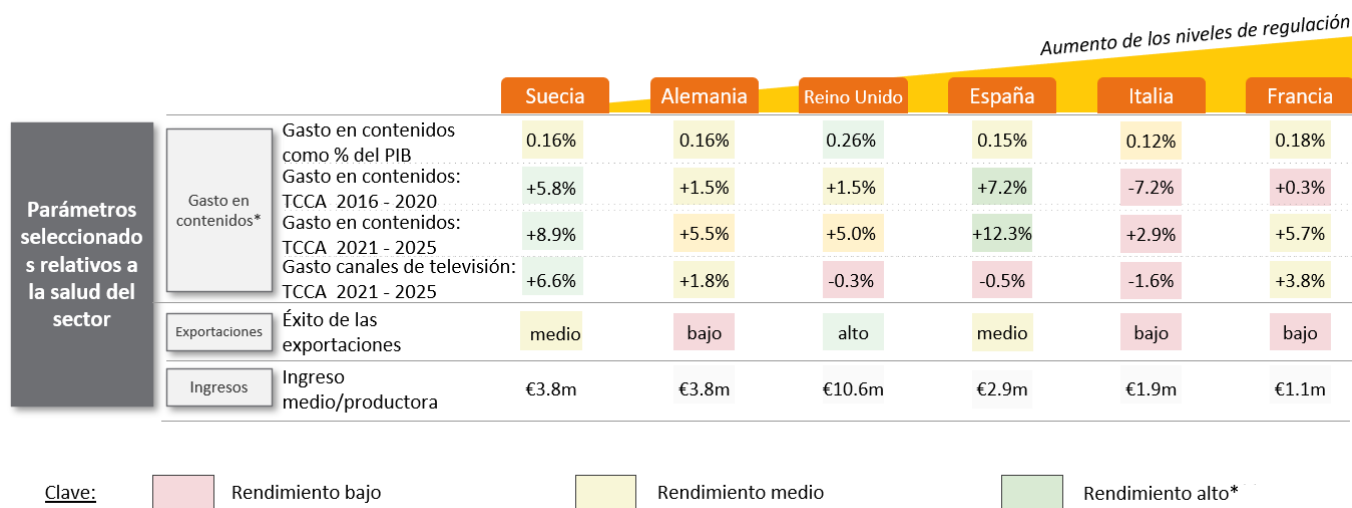 Aumento de los niveles de regulación
Suecia Alemania Reino Unido España Italia Francia
Parámetros
seleccionado
s relativos a
la salud del
sector
Gasto en
contenidos*
Gasto en contenidos
como % del PIB
0.16% 0.16% 0.26% 0.15% 0.12% 0.18%
Gasto en contenidos:
TCCA 2016 - 2020
+5.8% +1.5% +1.5% +7.2% -7.2% +0.3%
Gasto en contenidos:
TCCA 2021 - 2025
+8.9% +5.5% +5.0% +12.3% +2.9% +5.7%
Gasto canales de televisión:
TCCA 2021 - 2025
+6.6% +1.8% -0.3% -0.5% -1.6% +3.8%
Exportaciones
Éxito de las
exportaciones
medio bajo alto medio bajo bajo
Ingresos
Ingreso
medio/productora
€3.8m €3.8m €10.6m €2.9m €1.9m €1.1m
Clave: Rendimiento bajo Rendimiento medio Rendimiento alto*